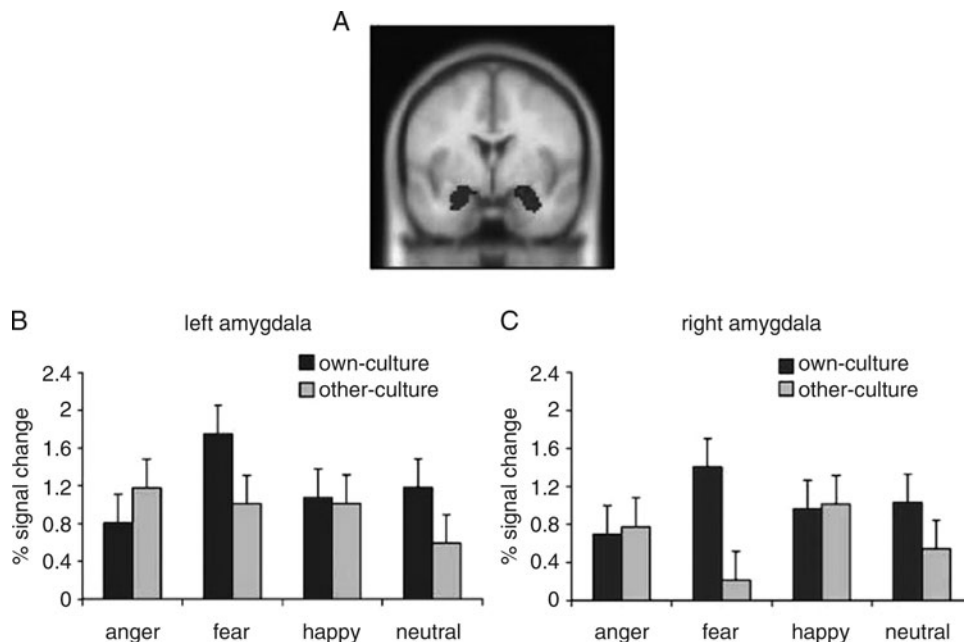 A
B
left amygdala
own-culture
other-culture
% signal change
2.4
2
1.6
1.2
0.8
0.4
0
anger fear happy neutral
C
right amygdala
own-culture
other-culture
% signal change
2.4
2
1.6
1.2
0.8
0.4
0
anger fear happy neutral